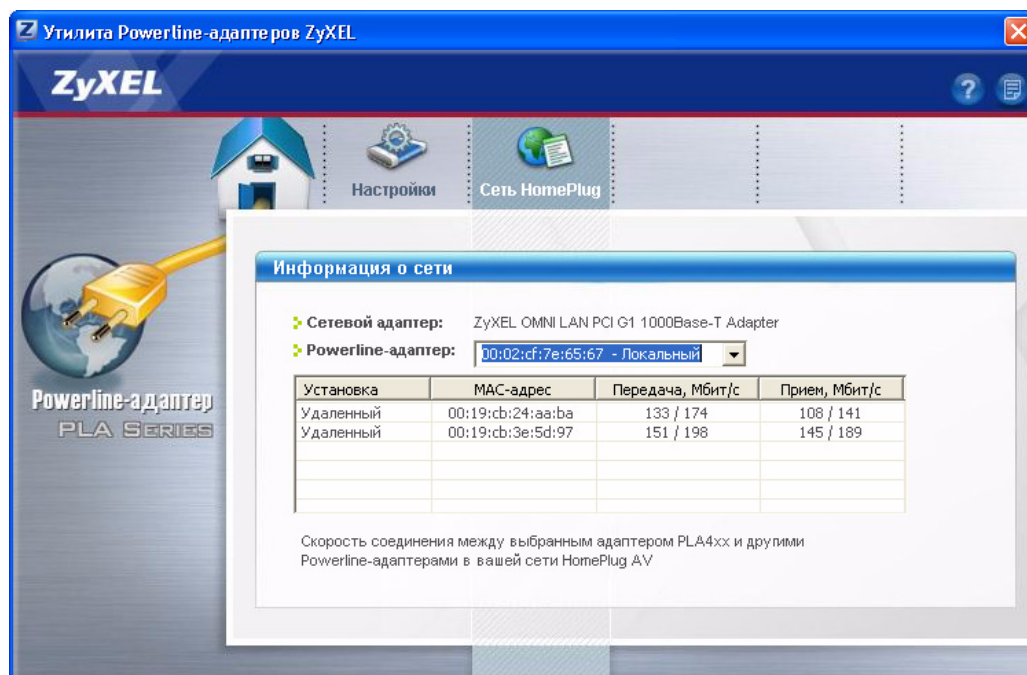 Z Утилита Powerline-адаптеров ZyXEL
ZyXEL
?
Настройки
Сеть HomePlug
Информация о сети
Сетевой адаптер: ZyXEL OMNI LAN PCI G1 1000Base-T Adapter
Powerline-адаптер: 00:02:cf:7e:65:67 - Локальный
Установка MAC-адрес Передача, Мбит/с Прием, Мбит/с
Удаленный 00:19:cb:24:aa:ba 133 / 174 108 / 141
Удаленный 00:19:cb:3e:5d:97 151 / 198 145 / 189
Powerline-адаптер
PLA SERIES
Скорость соединения между выбранным адаптером PLA4xx и другими
Powerline-адаптерами в вашей сети HomePlug AV